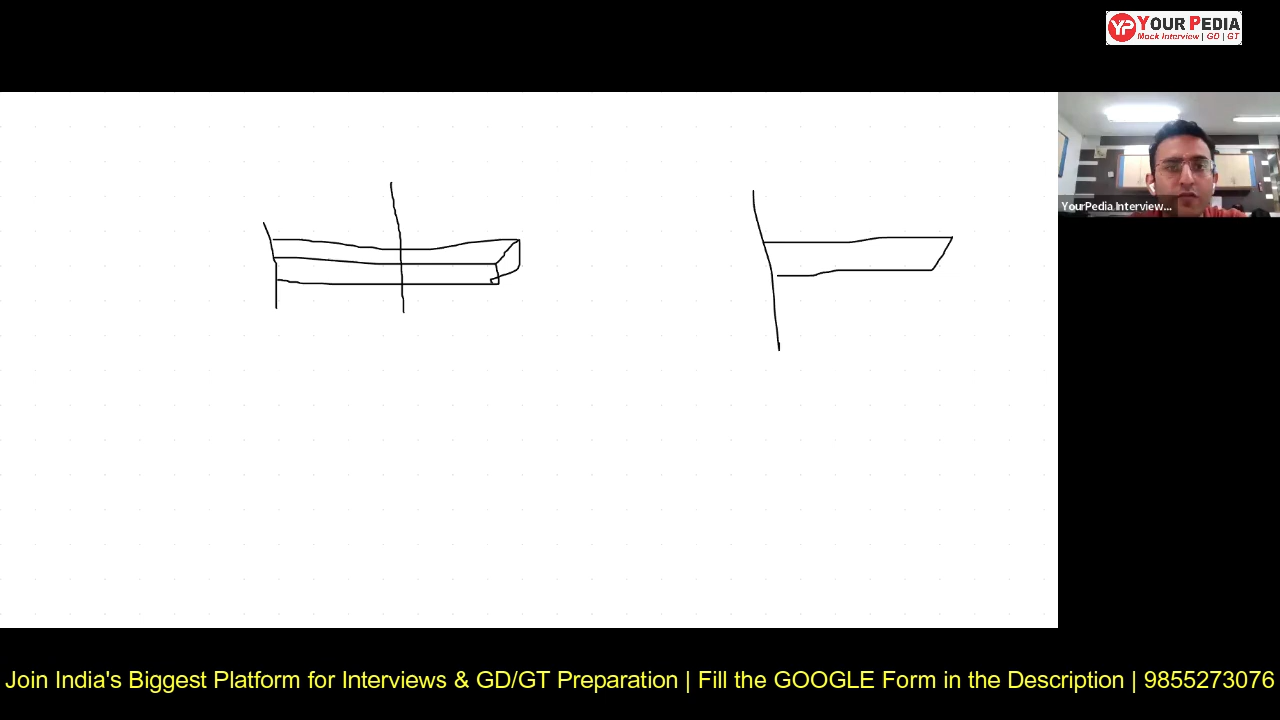 YP YOUR PEDIA
Mock Interview | GD | GT
YourPedia Interview...
Join India's Biggest Platform for Interviews & GD/GT Preparation | Fill the GOOGLE Form in the Description | 9855273076